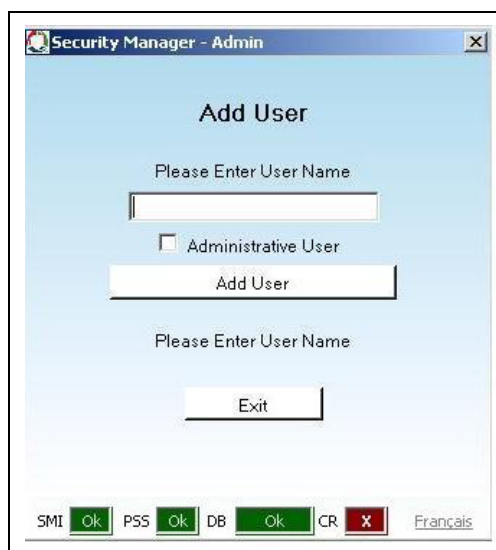 Security Manager - Admin X
Add User
Please Enter User Name
Administrative User
Add User
Please Enter User Name
Exit
SMI Ok PSS Ok DB Ok CR X Français